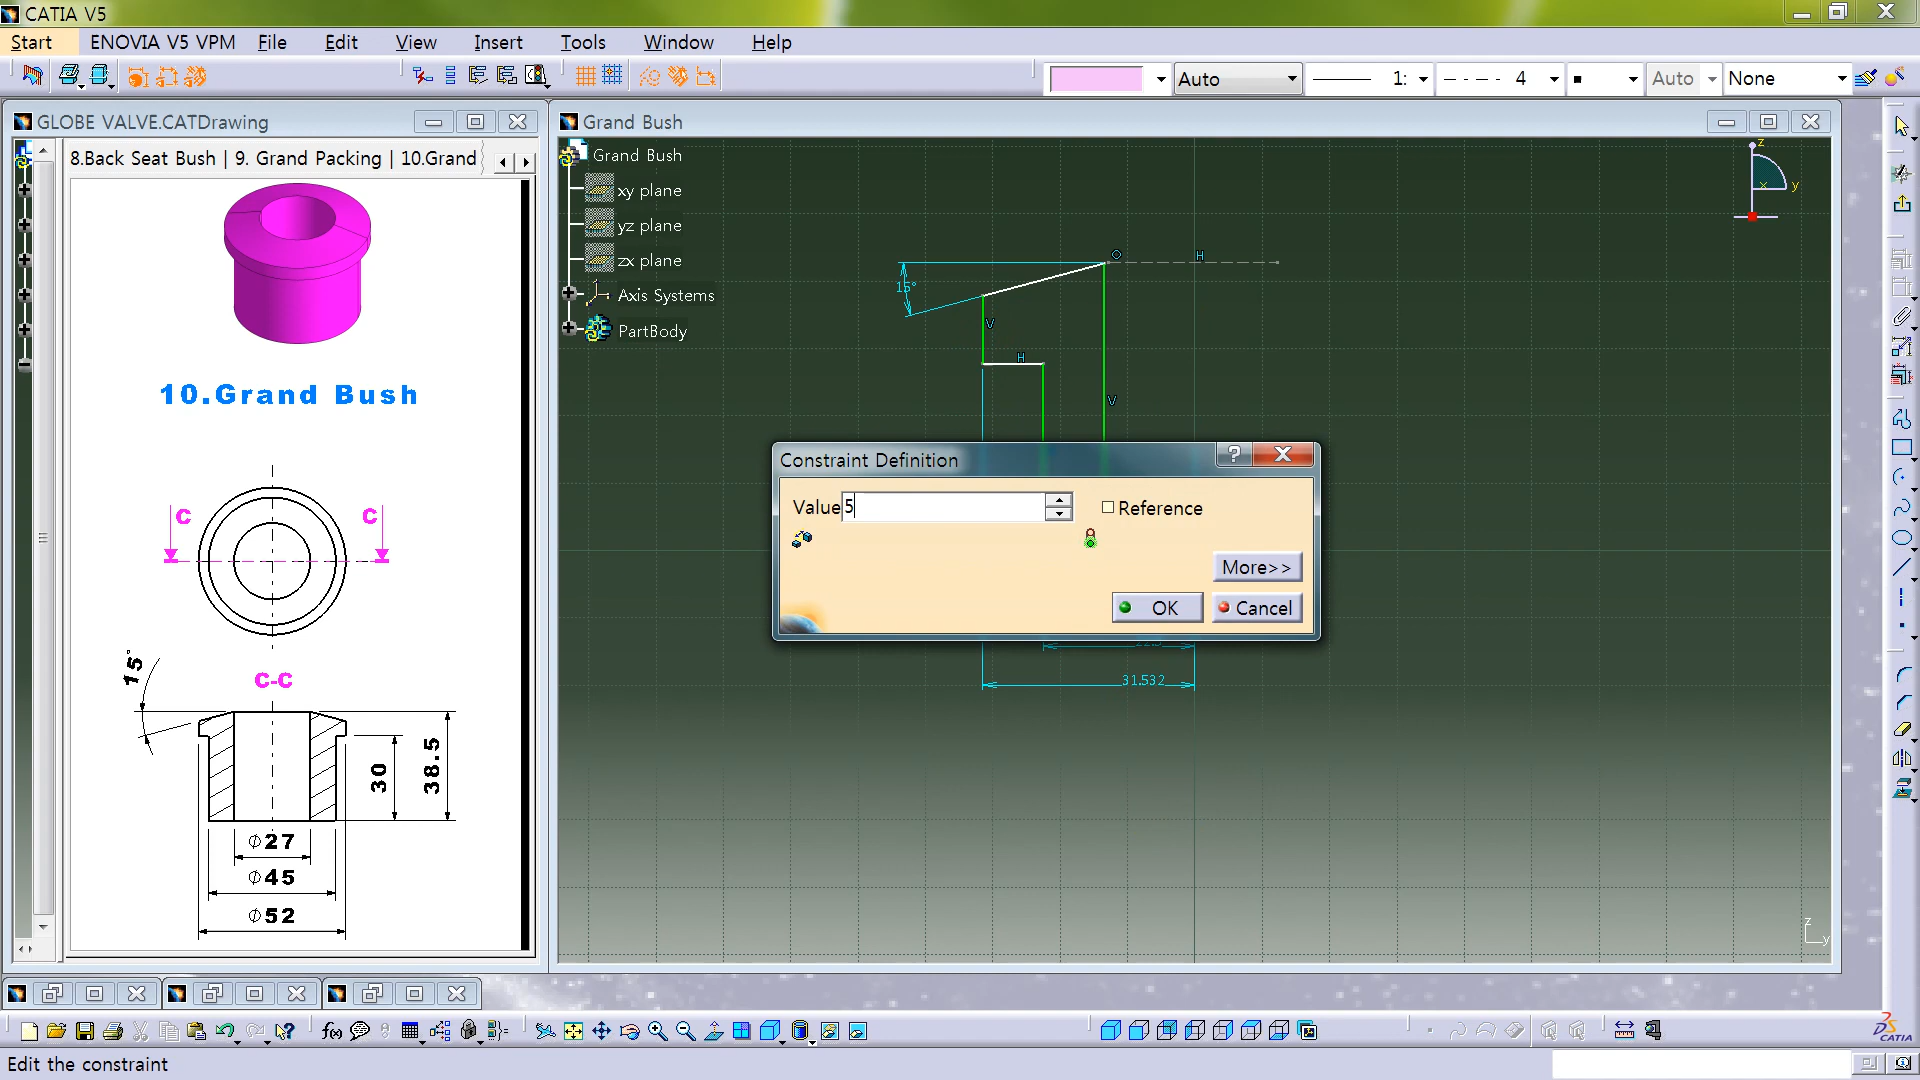 CATIA V5
Start ENOVIA V5 VPM File Edit View Insert Tools Window Help
Auto 1: 4 Auto None
GLOBE VALVE.CATDrawing
Grand Bush
8.Back Seat Bush | 9. Grand Packing | 10.Grand
Grand Bush
xy plane
yz plane
zx plane
Axis Systems
PartBody
z
x
y
H
15°
V
H
V
10.Grand Bush
Constraint Definition
?
Value 5
Reference
More>>
OK Cancel
C C
C-C
15°
30
38.5
Φ27
Φ45
Φ52
22.5
31.532
z
y
f(x)
CATIA
Edit the constraint